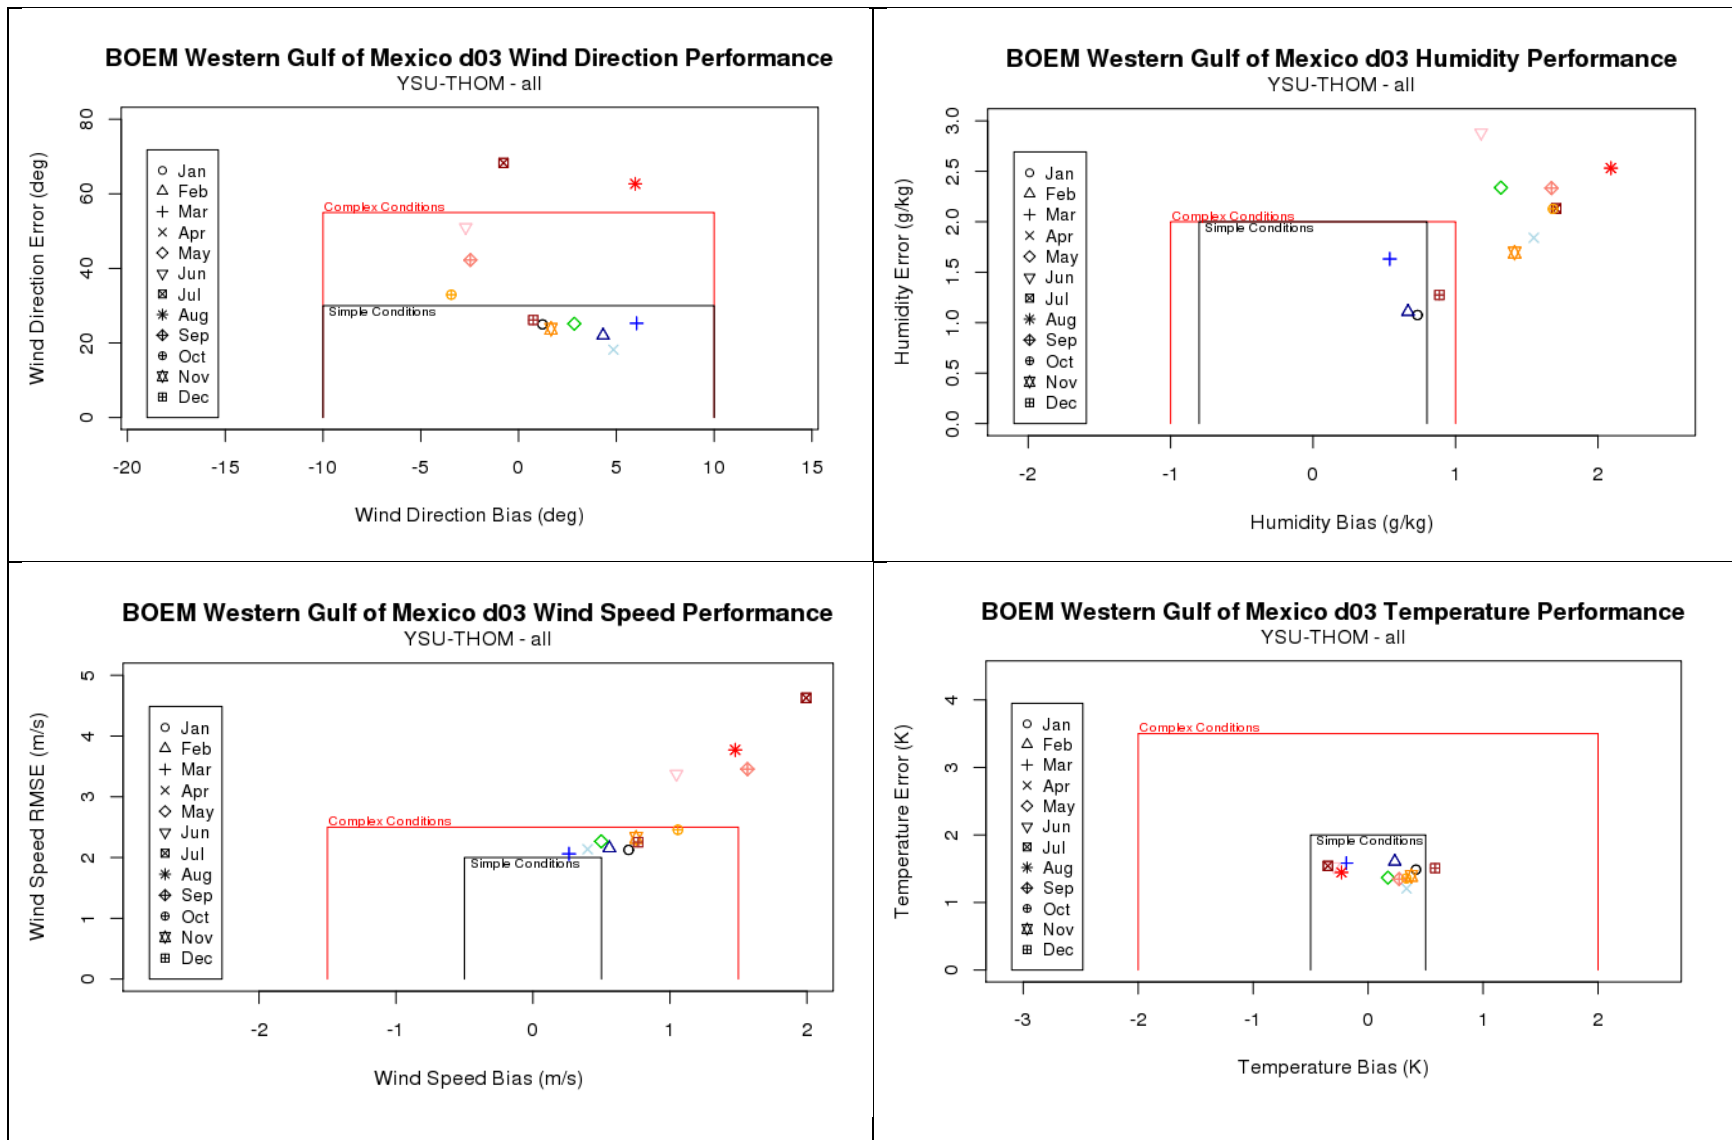 BOEM Western Gulf of Mexico d03 Wind Direction Performance
YSU-THOM - all
Wind Direction Error (deg)
80
60
40
20
0
Jan
Feb
Mar
Apr
May
Jun
Jul
Aug
Sep
Oct
Nov
Dec
Complex Conditions
Simple Conditions
-20 -15 -10 -5 0 5 10 15
Wind Direction Bias (deg)
BOEM Western Gulf of Mexico d03 Humidity Performance
YSU-THOM - all
Humidity Error (g/kg)
3.0
2.5
2.0
1.5
1.0
0.5
0.0
Jan
Feb
Mar
Apr
May
Jun
Jul
Aug
Sep
Oct
Nov
Dec
Complex Conditions
Simple Conditions
-2 -1 0 1 2
Humidity Bias (g/kg)
BOEM Western Gulf of Mexico d03 Wind Speed Performance
YSU-THOM - all
Wind Speed RMSE (m/s)
5
4
3
2
1
0
Jan
Feb
Mar
Apr
May
Jun
Jul
Aug
Sep
Oct
Nov
Dec
Complex Conditions
Simple Conditions
-2 -1 0 1 2
Wind Speed Bias (m/s)
BOEM Western Gulf of Mexico d03 Temperature Performance
YSU-THOM - all
Temperature Error (K)
4
3
2
1
0
Jan
Feb
Mar
Apr
May
Jun
Jul
Aug
Sep
Oct
Nov
Dec
Complex Conditions
Simple Conditions
-3 -2 -1 0 1 2
Temperature Bias (K)